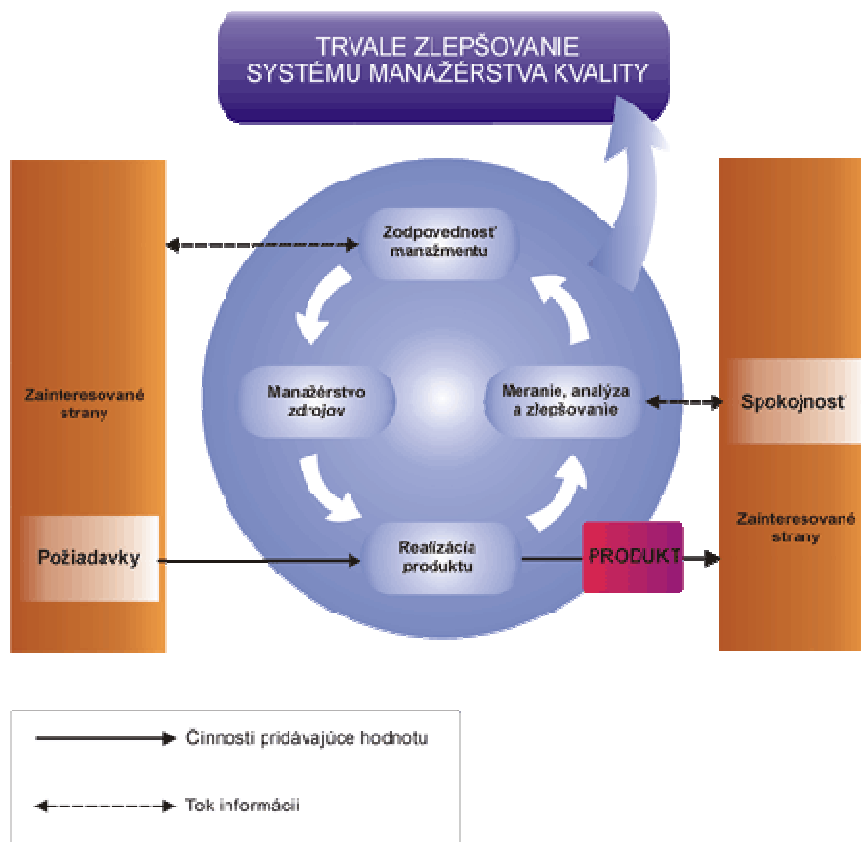 TRVALE ZLEPŠOVANIE
SYSTÉMU MANAŽÉRSTVA KVALITY
Zodpovednosť
manažmentu
Zainteresované
strany
Manažérstvo
zdrojov
Meranie, analýza
a zlepšovanie
Spokojnosť
Požiadavky
Realizácia
produktu
PRODUKT
Zainteresované
strany
Činnosti pridávajúce hodnotu
Tok informácii